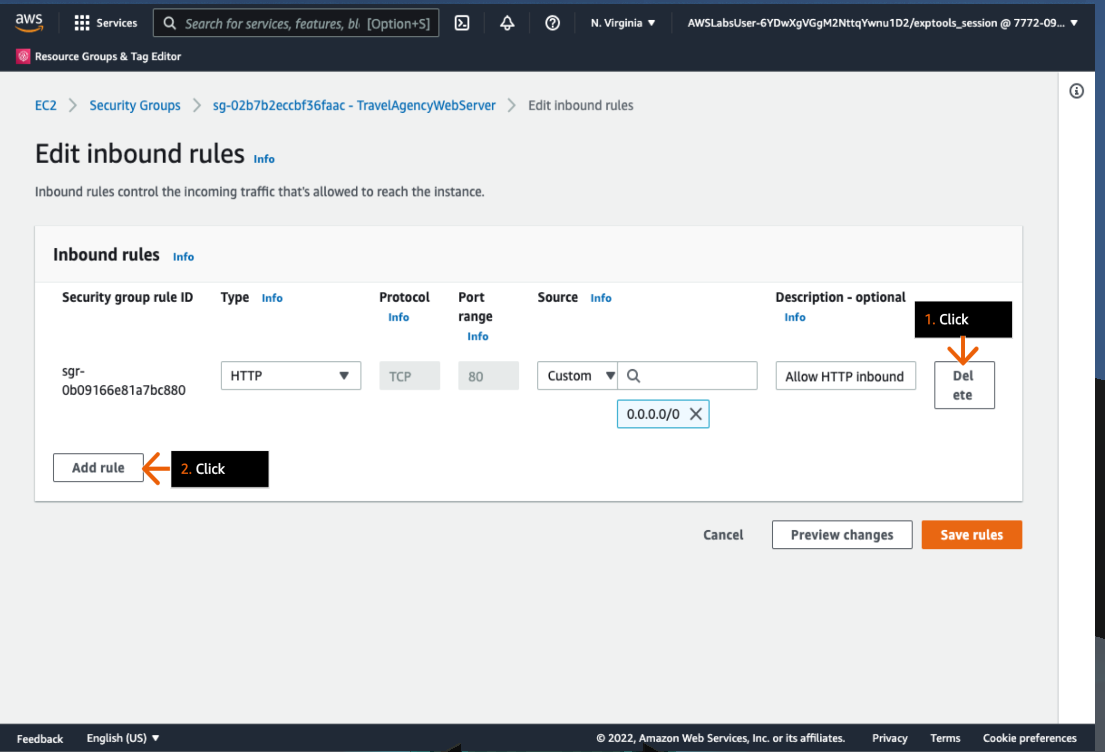 aws
Services
Search for services, features, bl [Option+S]
N. Virginia
AWSLabsUser-6YDwXgVGgM2NttqYwnu1D2/exptools_session @ 7772-09...
Resource Groups & Tag Editor
EC2 > Security Groups > sg-02b7b2eccbf36faac - TravelAgencyWebServer > Edit inbound rules
Edit inbound rules Info
Inbound rules control the incoming traffic that's allowed to reach the instance.
Inbound rules Info
Security group rule ID
Type Info
Protocol
Info
Port
range
Info
Source Info
Description - optional
Info
1. Click
sgr-
0b09166e81a7bc880
HTTP
TCP
80
Custom
0.0.0.0/0
Allow HTTP inbound
Del
ete
Add rule
2. Click
Cancel
Preview changes
Save rules
Feedback
English (US)
© 2022, Amazon Web Services, Inc. or its affiliates.
Privacy
Terms
Cookie preferences